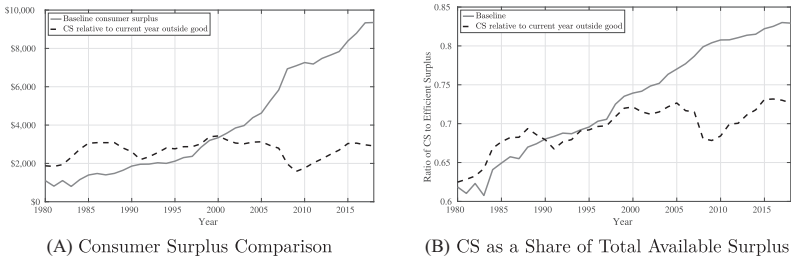 $10,000
$8,000
$6,000
$4,000
$2,000
$0
Baseline consumer surplus
CS relative to current year outside good
1980 1985 1990 1995 2000 2005 2010 2015
Year
(A) Consumer Surplus Comparison
Ratio of CS to Efficient Surplus
0.85
0.8
0.75
0.7
0.65
0.6
Baseline
CS relative to current year outside good
1980 1985 1990 1995 2000 2005 2010 2015
Year
(B) CS as a Share of Total Available Surplus